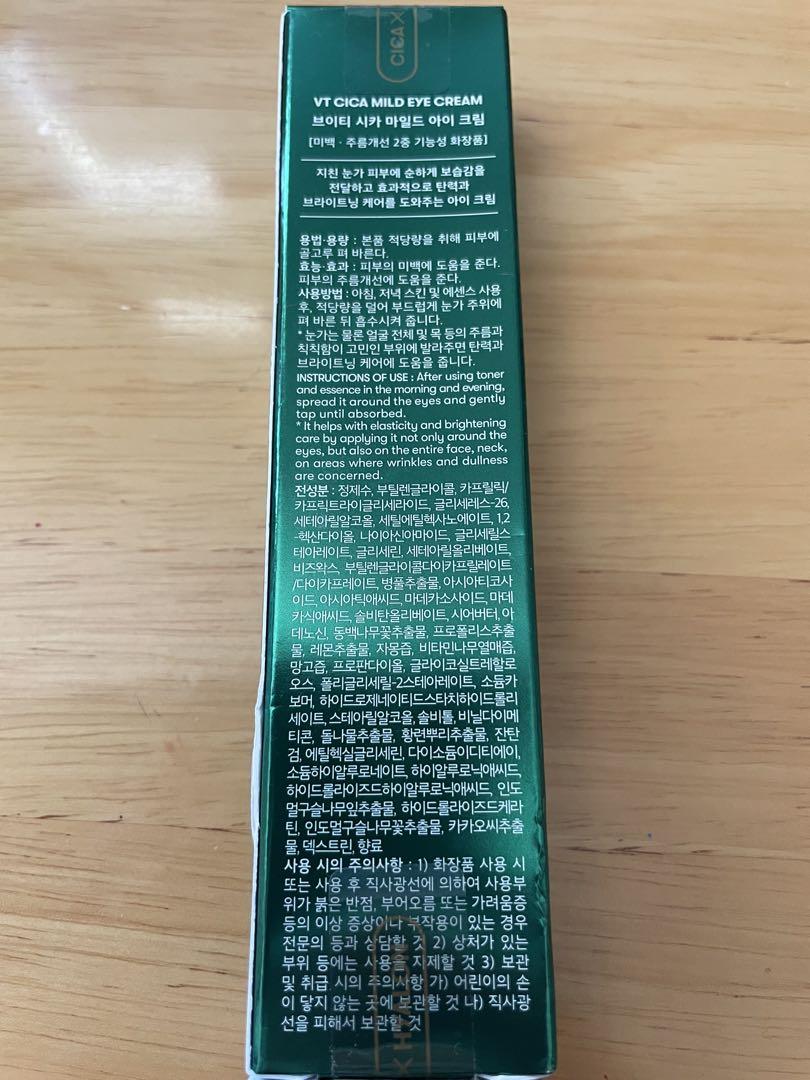 CICA X
VT CICA MILD EYE CREAM
브이티 시카 마일드 아이 크림
[미백 · 주름개선 2중 기능성 화장품]
지친 눈가 피부에 순하게 보습감을
전달하고 효과적으로 탄력과
브라이트닝 케어를 도와주는 아이 크림
용법·용량 : 본품 적당량을 취해 피부에
골고루 펴 바른다.
효능·효과 : 피부의 미백에 도움을 준다.
피부의 주름개선에 도움을 준다.
사용방법 : 아침, 저녁 스킨 및 에센스 사용
후, 적당량을 덜어 부드럽게 눈가 주위에
펴 바른 뒤 흡수시켜 줍니다.
* 눈가는 물론 얼굴 전체 및 목 등의 주름과
칙칙함이 고민인 부위에 발라주면 탄력과
브라이트닝 케어에 도움을 줍니다.
INSTRUCTIONS OF USE : After using toner
and essence in the morning and evening,
spread it around the eyes and gently
tap until absorbed.
* It helps with elasticity and brightening
care by applying it not only around the
eyes, but also on the entire face, neck,
on areas where wrinkles and dullness
are concerned.
전성분 : 정제수, 부틸렌글라이콜, 카프릴릭/
카프릭트라이글리세라이드, 글리세레스-26,
세테아릴알코올, 세틸에틸헥사노에이트, 1,2
-헥산다이올, 나이아신아마이드, 글리세릴스
테아레이트, 글리세린, 세테아릴올리베이트,
비즈왁스, 부틸렌글라이콜다이카프릴레이트
/다이카프레이트, 병풀추출물, 아시아티코사
이드, 아시아틱애씨드, 마데카소사이드, 마데
카식애씨드, 솔비탄올리베이트, 시어버터, 아
데노신, 동백나무꽃추출물, 프로폴리스추출
물, 레몬추출물, 자몽즙, 비타민나무열매즙,
망고즙, 프로판다이올, 글라이코실트레할로
오스, 폴리글리세릴-2스테아레이트, 소듐카
보머, 하이드로제네이티드스타치하이드롤리
세이트, 스테아릴알코올, 솔비톨, 비닐다이메
티콘, 돌나물추출물, 황련뿌리추출물, 잔탄
검, 에틸헥실글리세린, 다이소듐이디티에이,
소듐하이알루로네이트, 하이알루로닉애씨드,
하이드롤라이즈드하이알루로닉애씨드, 인도
멀구슬나무잎추출물, 하이드롤라이즈드케라
틴, 인도멀구슬나무꽃추출물, 카카오씨추출
물, 덱스트린, 향료
사용 시의 주의사항 : 1) 화장품 사용 시
또는 사용 후 직사광선에 의하여 사용부
위가 붉은 반점, 부어오름 또는 가려움증
등의 이상 증상이나 부작용이 있는 경우
전문의 등과 상담할 것 2) 상처가 있는
부위 등에는 사용을 자제할 것 3) 보관
및 취급 시의 주의사항 가) 어린이의 손
이 닿지 않는 곳에 보관할 것 나) 직사광
선을 피해서 보관할 것